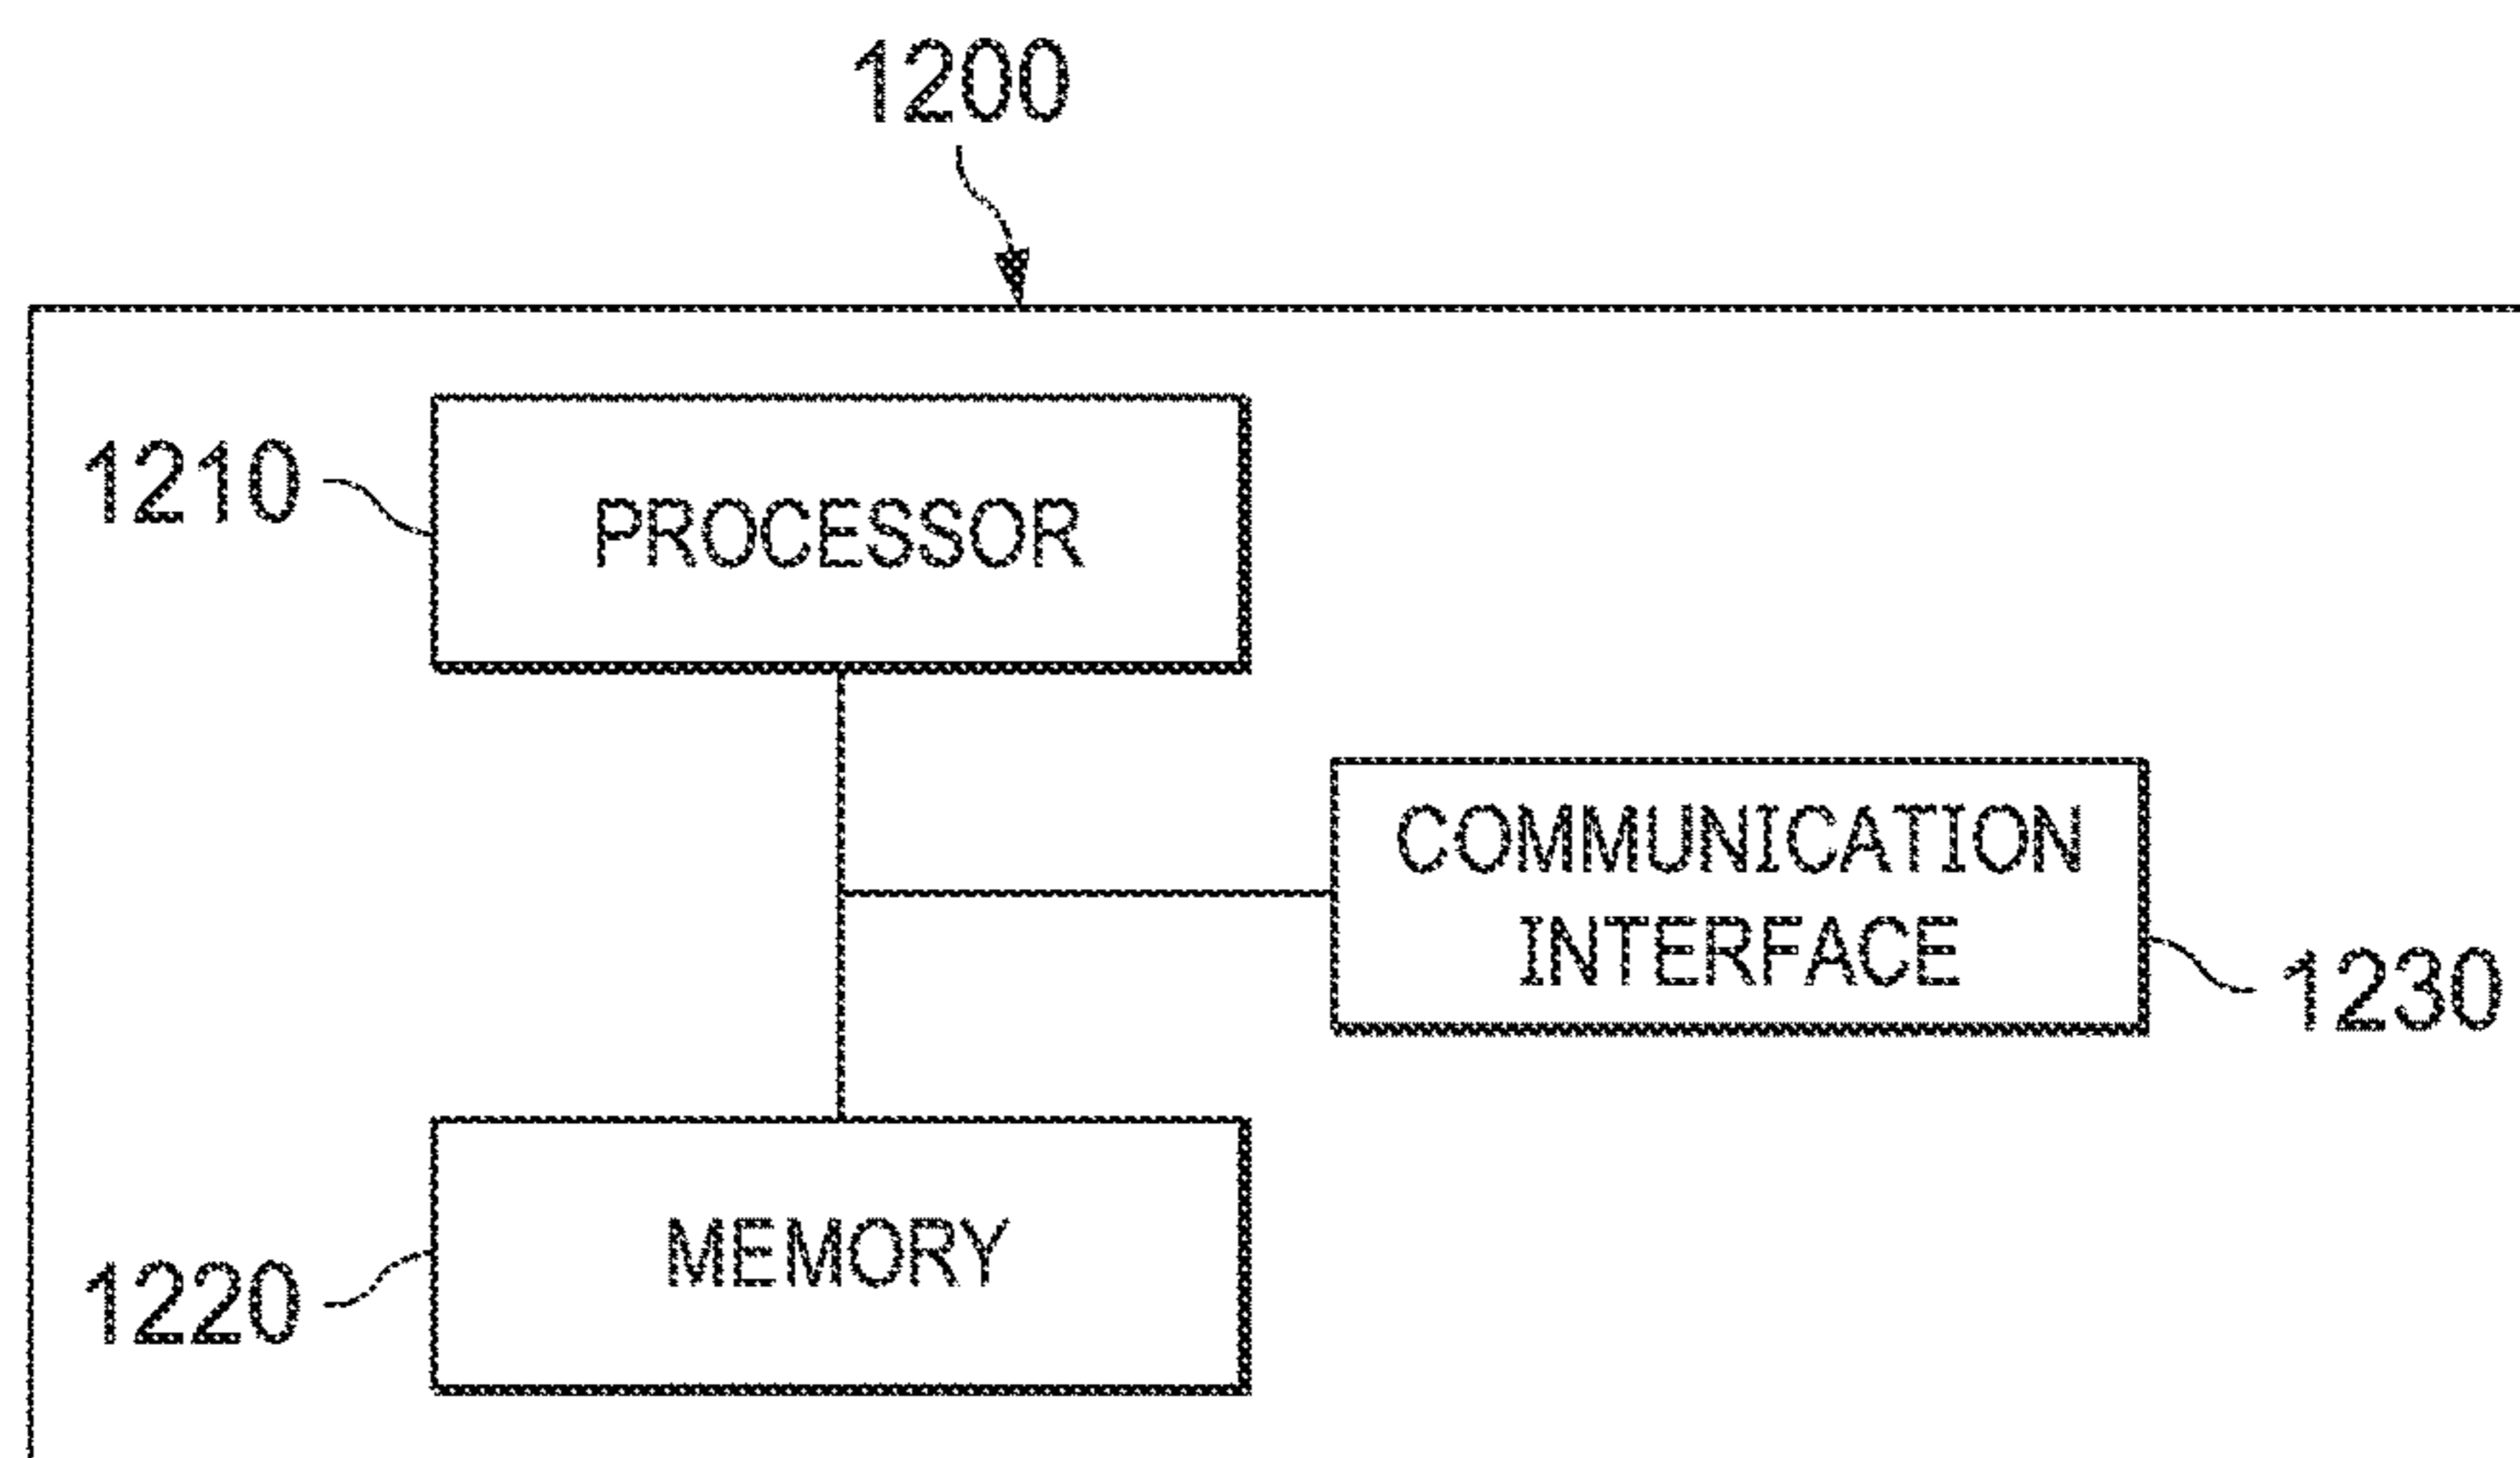 1200
1210
PROCESSOR
COMMUNICATION
INTERFACE
1230
MEMORY
1220